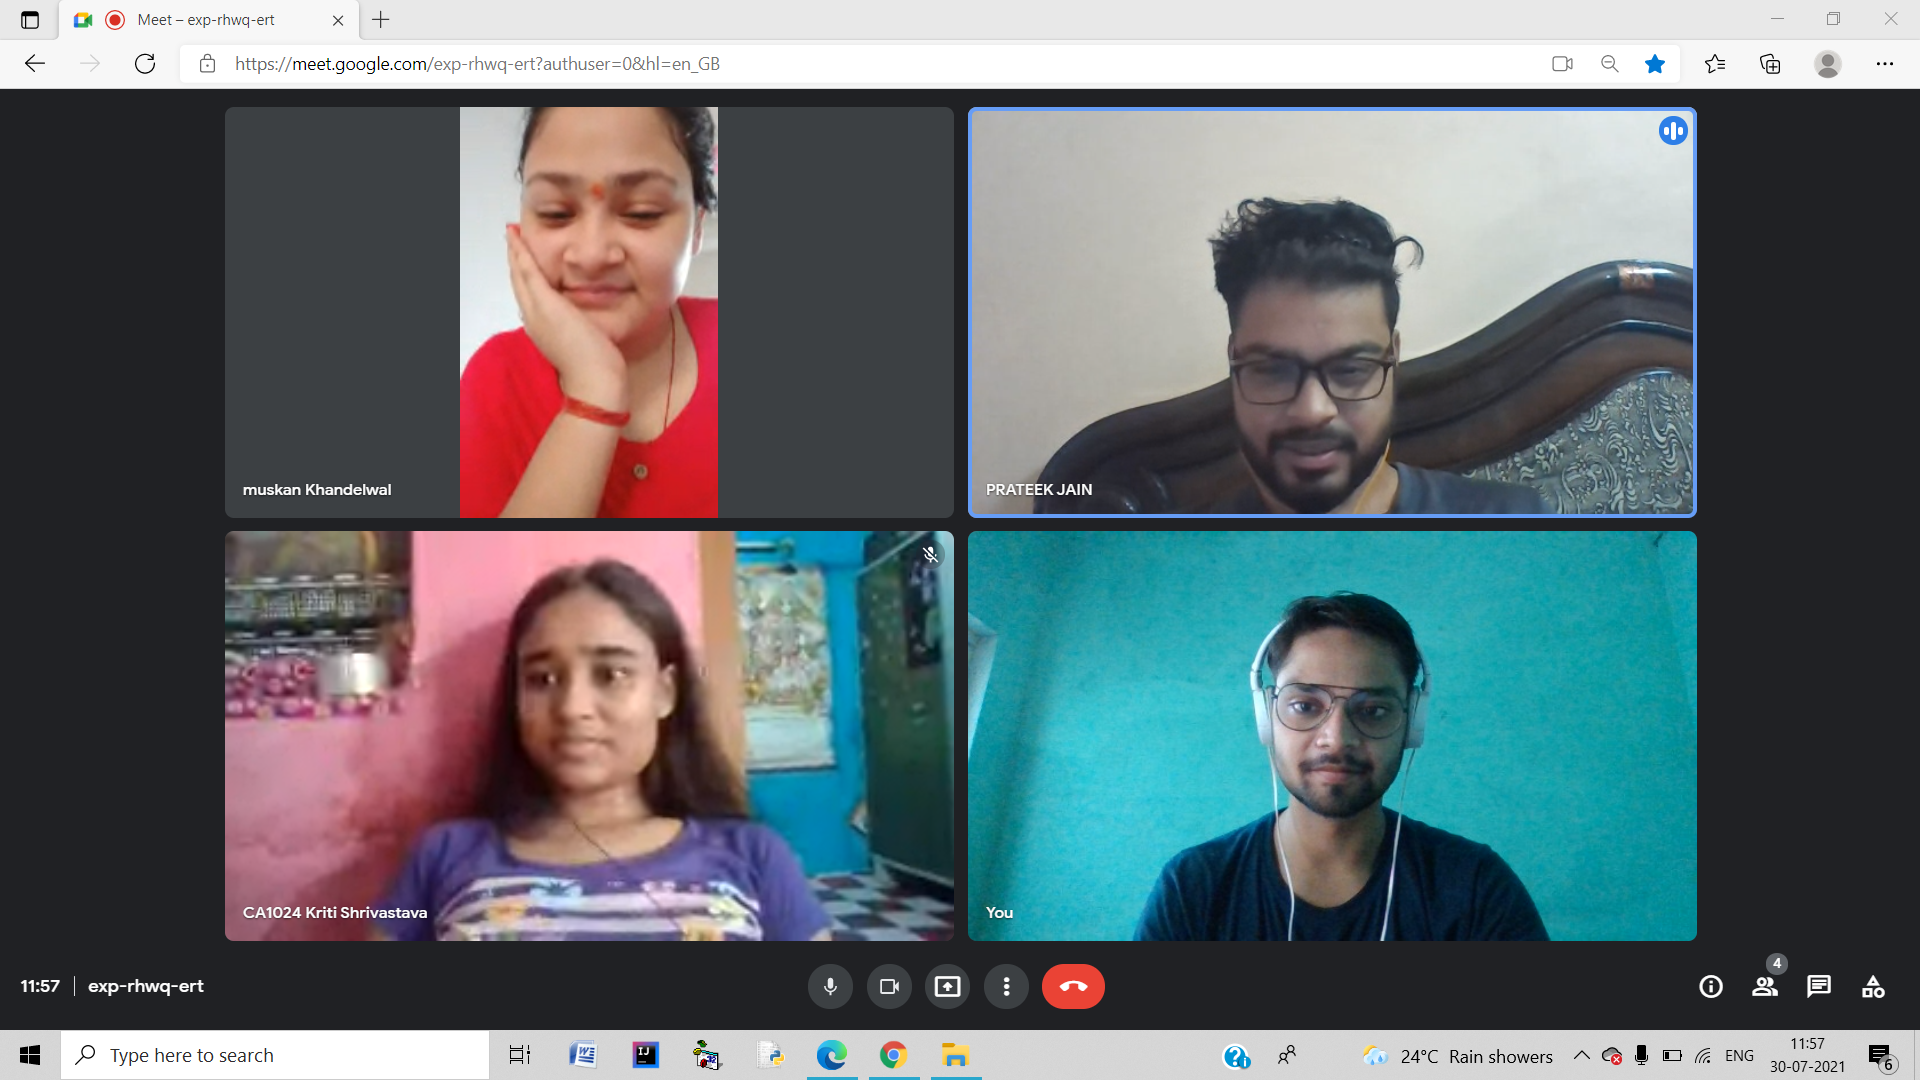 Meet – exp-rhwq-ert
https://meet.google.com/exp-rhwq-ert?authuser=0&hl=en_GB
muskan Khandelwal
PRATEEK JAIN
CA1024 Kriti Shrivastava
You
11:57 | exp-rhwq-ert
4
Type here to search
24°C Rain showers
ENG
11:57
30-07-2021
6